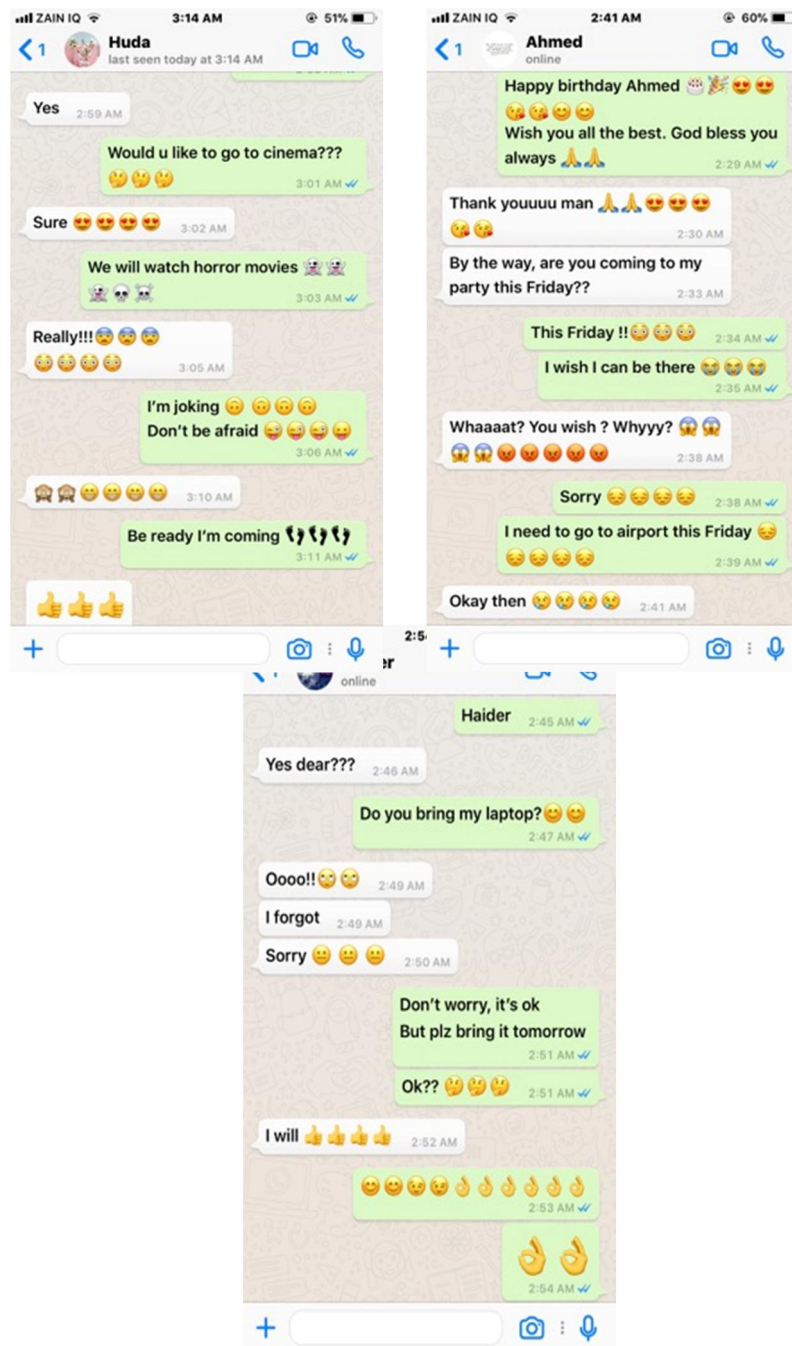 ZAIN IQ 3:14 AM 51%
1 Huda
last seen today at 3:14 AM
Yes 2:59 AM
Would u like to go to cinema???
🤔🤔🤔 3:01 AM
Sure 😍😍😍😍 3:02 AM
We will watch horror movies 👻👻
👻💀☠️ 3:03 AM
Really!!!😨😨😨
😳😳😳😳 3:05 AM
I'm joking 🙃🙃🙃🙃
Don't be afraid 😜😜😜😛
3:06 AM
🙈🙈😁😁😁😁 3:10 AM
Be ready I'm coming 👣👣👣
3:11 AM
👍👍👍
ZAIN IQ 2:41 AM 60%
1 Ahmed
online
Happy birthday Ahmed 🎂🎉😍😍
😘😘😊😊
Wish you all the best. God bless you
always 🙏🙏 2:29 AM
Thank youuuu man 🙏🙏😍😍😍
😘😘 2:30 AM
By the way, are you coming to my
party this Friday?? 2:33 AM
This Friday !!😳😳😳 2:34 AM
I wish I can be there 😭😭😭
2:35 AM
Whaaaat? You wish ? Whyyy? 😱😱
😱😱😡😡😡😡😡 2:38 AM
Sorry 😔😔😔😔 2:38 AM
I need to go to airport this Friday 😔
😔😔😔😔 2:39 AM
Okay then 😢😢😢😢 2:41 AM
online
Haider 2:45 AM
Yes dear??? 2:46 AM
Do you bring my laptop?😊😊
2:47 AM
Oooo!!🙄🙄 2:49 AM
I forgot 2:49 AM
Sorry 😐😐😐 2:50 AM
Don't worry, it's ok
But plz bring it tomorrow
2:51 AM
Ok?? 🤔🤔🤔 2:51 AM
I will 👍👍👍👍 2:52 AM
😊😊😉😉👌👌👌👌👌👌
2:53 AM
👌👌
2:54 AM